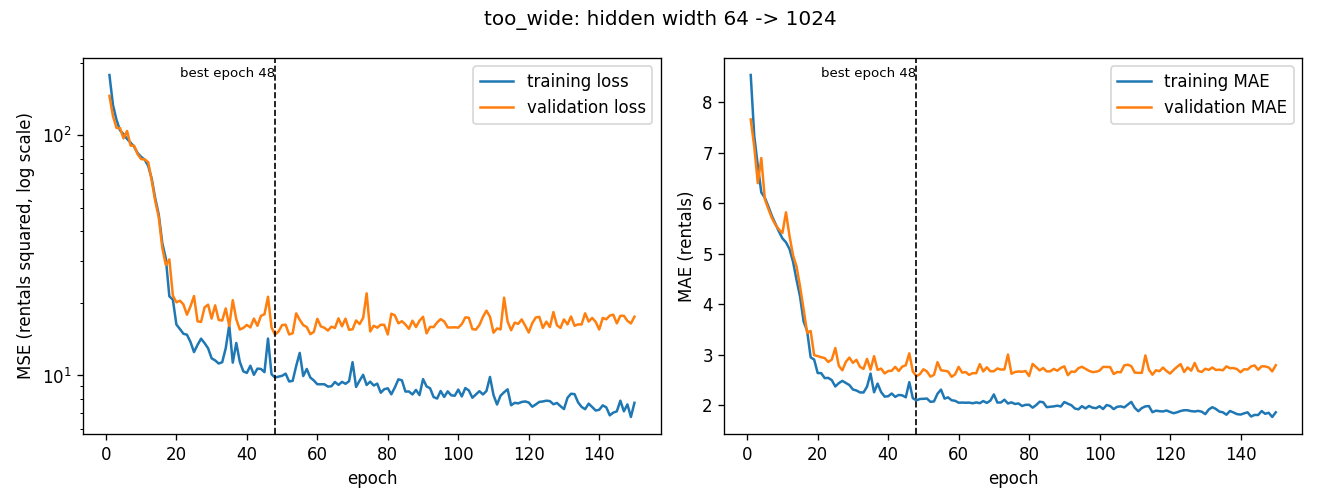 too_wide: hidden width 64 -> 1024
MSE (rentals squared, log scale)
10²
10¹
best epoch 48
training loss
validation loss
0 20 40 60 80 100 120 140
epoch
MAE (rentals)
8
7
6
5
4
3
2
best epoch 48
training MAE
validation MAE
0 20 40 60 80 100 120 140
epoch